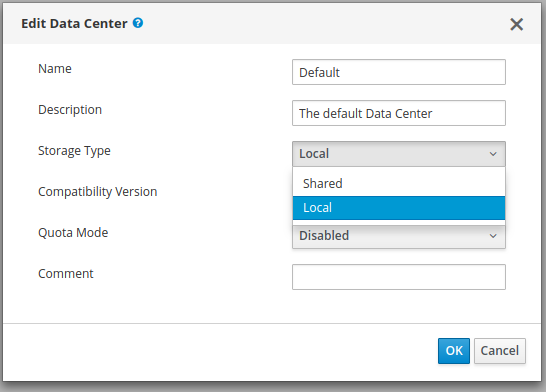 Edit Data Center ?
Name Default
Description The default Data Center
Storage Type Local
Shared
Local
Compatibility Version
Quota Mode Disabled
Comment
OK Cancel